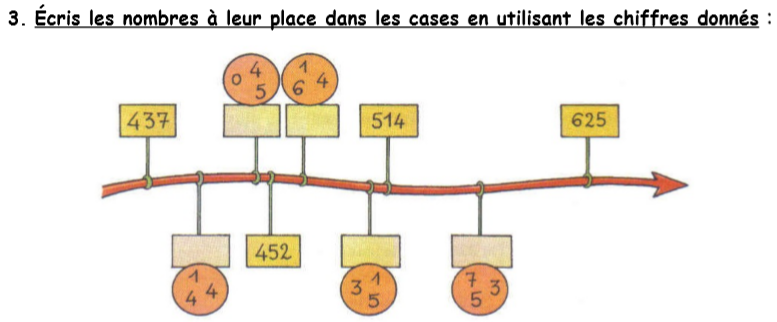 3. Écris les nombres à leur place dans les cases en utilisant les chiffres donnés :
0 4 5
1 6 4
437
514
625
452
1 4 4
3 1 5
7 5 3